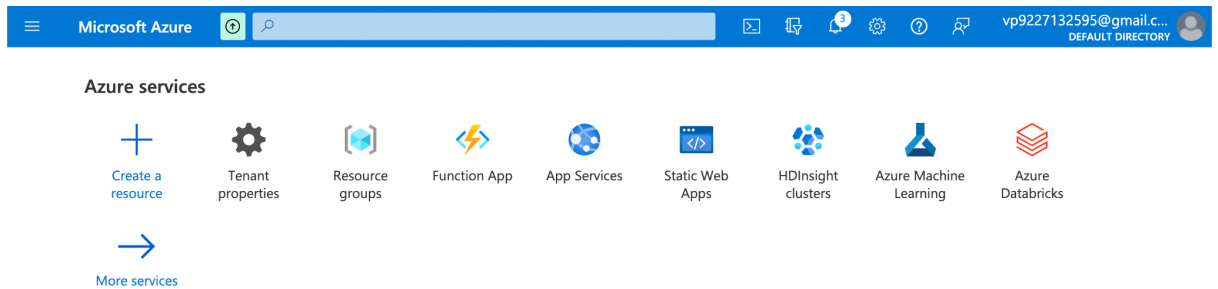 Microsoft Azure
3
vp9227132595@gmail.c...
DEFAULT DIRECTORY
Azure services
Create a
resource
Tenant
properties
Resource
groups
Function App
App Services
Static Web
Apps
HDInsight
clusters
Azure Machine
Learning
Azure
Databricks
More services